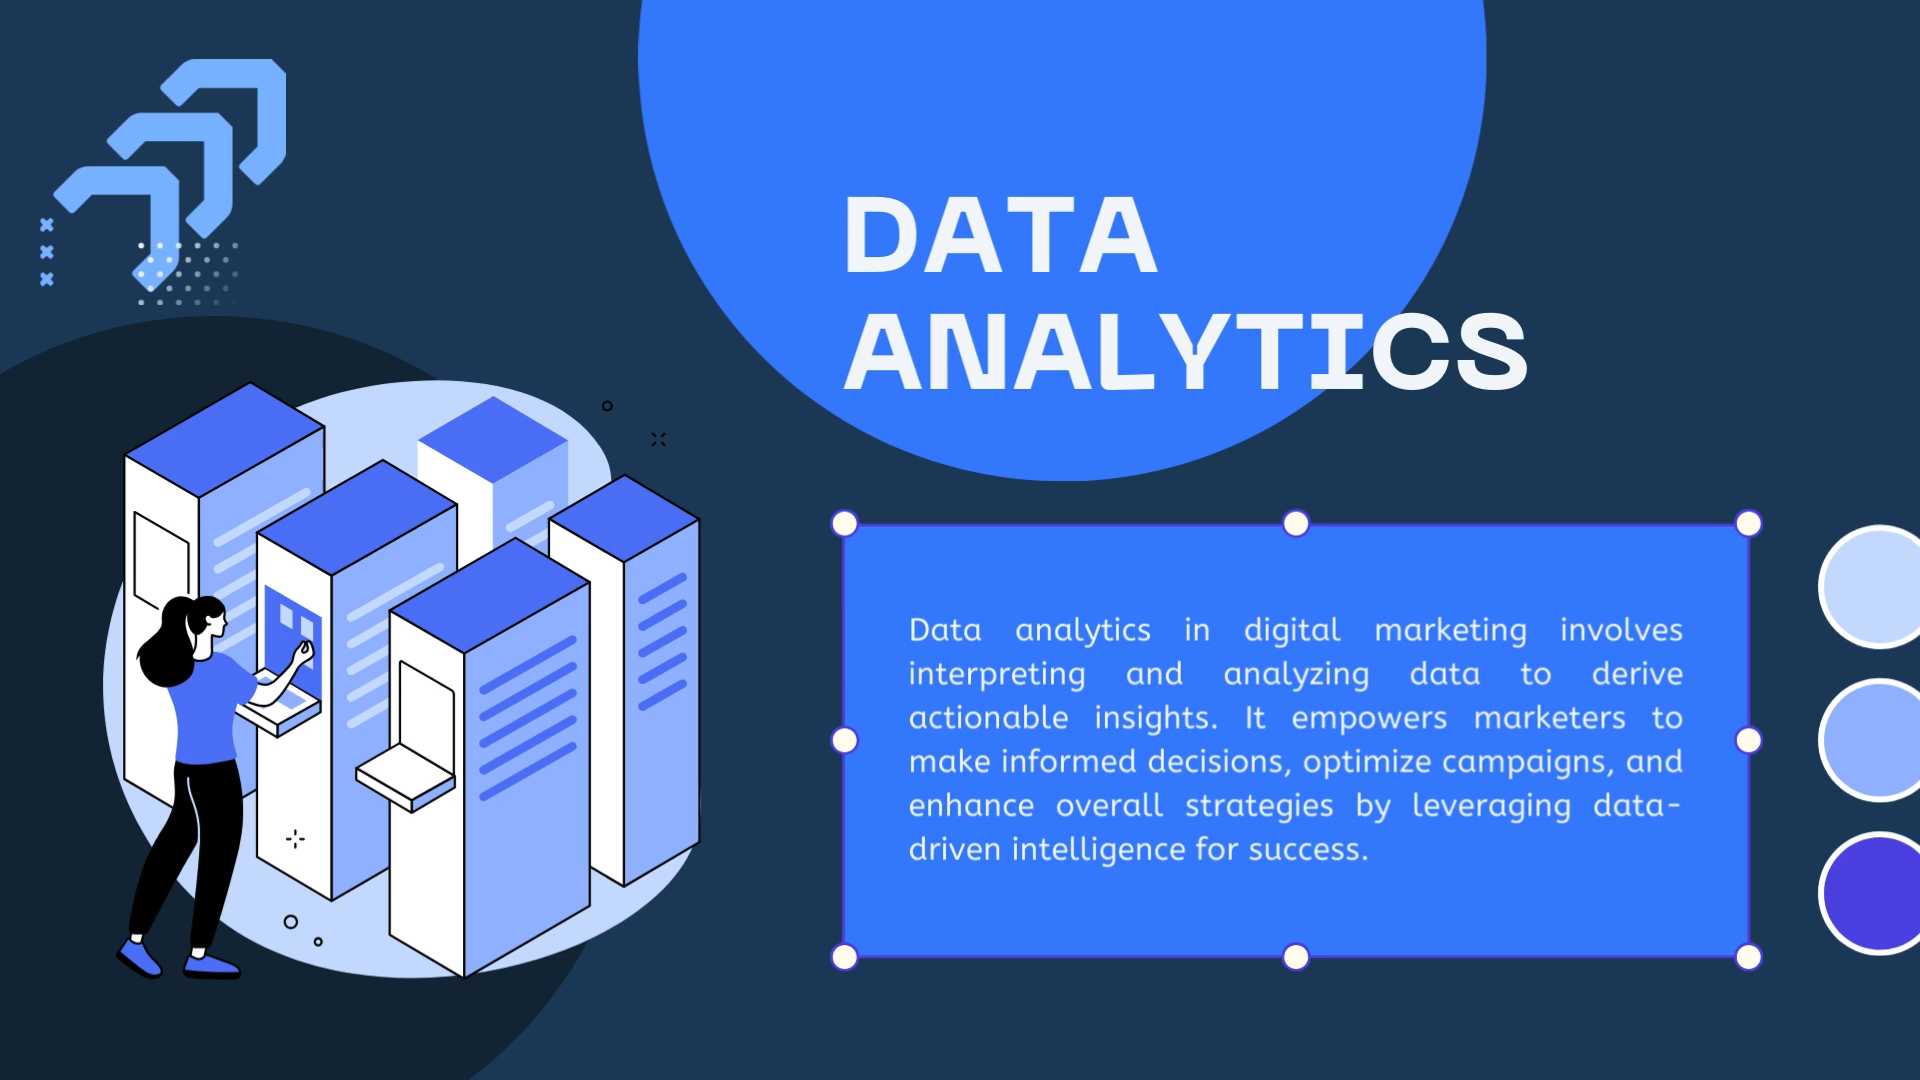 DATA
ANALYTICS
Data analytics in digital marketing involves
interpreting and analyzing data to derive
actionable insights. It empowers marketers to
make informed decisions, optimize campaigns, and
enhance overall strategies by leveraging data-
driven intelligence for success.